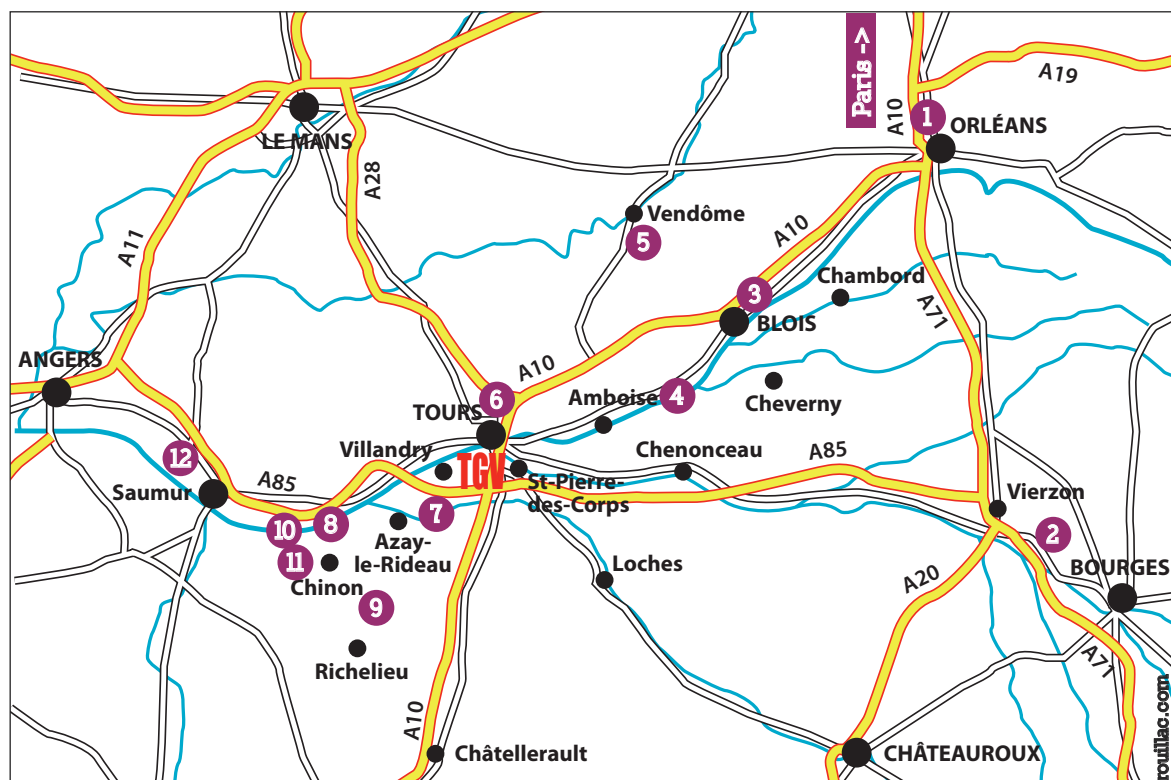 Paris ->
A10
A19
1
ORLÉANS
LE MANS
A28
A11
Vendôme
5
A10
Chambord
3
BLOIS
A71
ANGERS
A10
6
TOURS
Amboise
4
Cheverny
12
Villandry
TGV
St-Pierre-
des-Corps
Chenonceau
A85
Saumur
A85
10
8
7
Azay-
le-Rideau
Vierzon
2
11
Chinon
Loches
A20
BOURGES
9
Richelieu
A71
A10
Châtellerault
CHÂTEAUROUX
rouillac.com